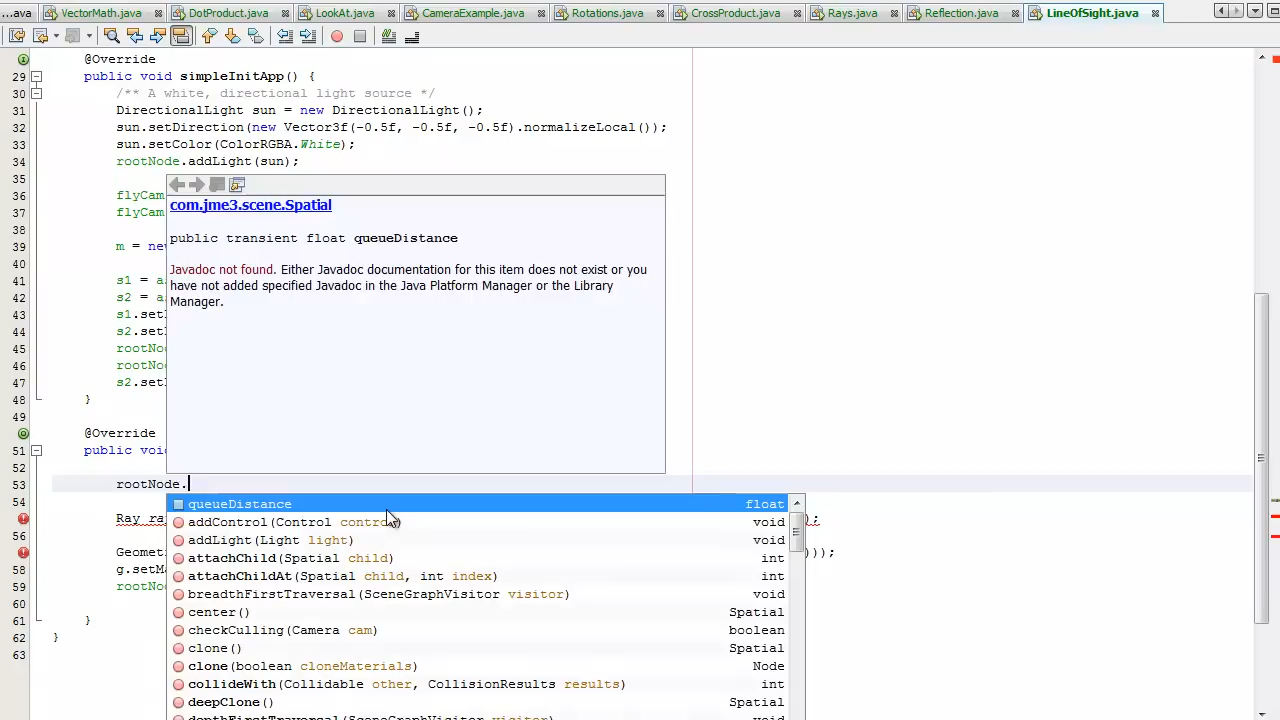 ...ava VectorMath.java DotProduct.java LookAt.java CameraExample.java Rotations.java CrossProduct.java Rays.java Reflection.java LineOfSight.java
@Override
29 public void simpleInitApp() {
30 /** A white, directional light source */
31 DirectionalLight sun = new DirectionalLight();
32 sun.setDirection(new Vector3f(-0.5f, -0.5f, -0.5f).normalizeLocal());
33 sun.setColor(ColorRGBA.White);
34 rootNode.addLight(sun);
35
36 flyCam
37 flyCam
38
39 m = new
40
41 s1 = a
42 s2 = a
43 s1.set
44 s2.set
45 rootNo
46 rootNo
47 s2.set
48 }
49
@Override
51 public voi
52
53 rootNode.
54
Ray ra );
56
Geomet ));
58 g.setM
59 rootNo
60
61 }
62 }
63
com.jme3.scene.Spatial
public transient float queueDistance
Javadoc not found. Either Javadoc documentation for this item does not exist or you
have not added specified Javadoc in the Java Platform Manager or the Library
Manager.
queueDistance float
addControl(Control control) void
addLight(Light light) void
attachChild(Spatial child) int
attachChildAt(Spatial child, int index) int
breadthFirstTraversal(SceneGraphVisitor visitor) void
center() Spatial
checkCulling(Camera cam) boolean
clone() Spatial
clone(boolean cloneMaterials) Node
collideWith(Collidable other, CollisionResults results) int
deepClone() Spatial
depthFirstTraversal(SceneGraphVisitor visitor) void